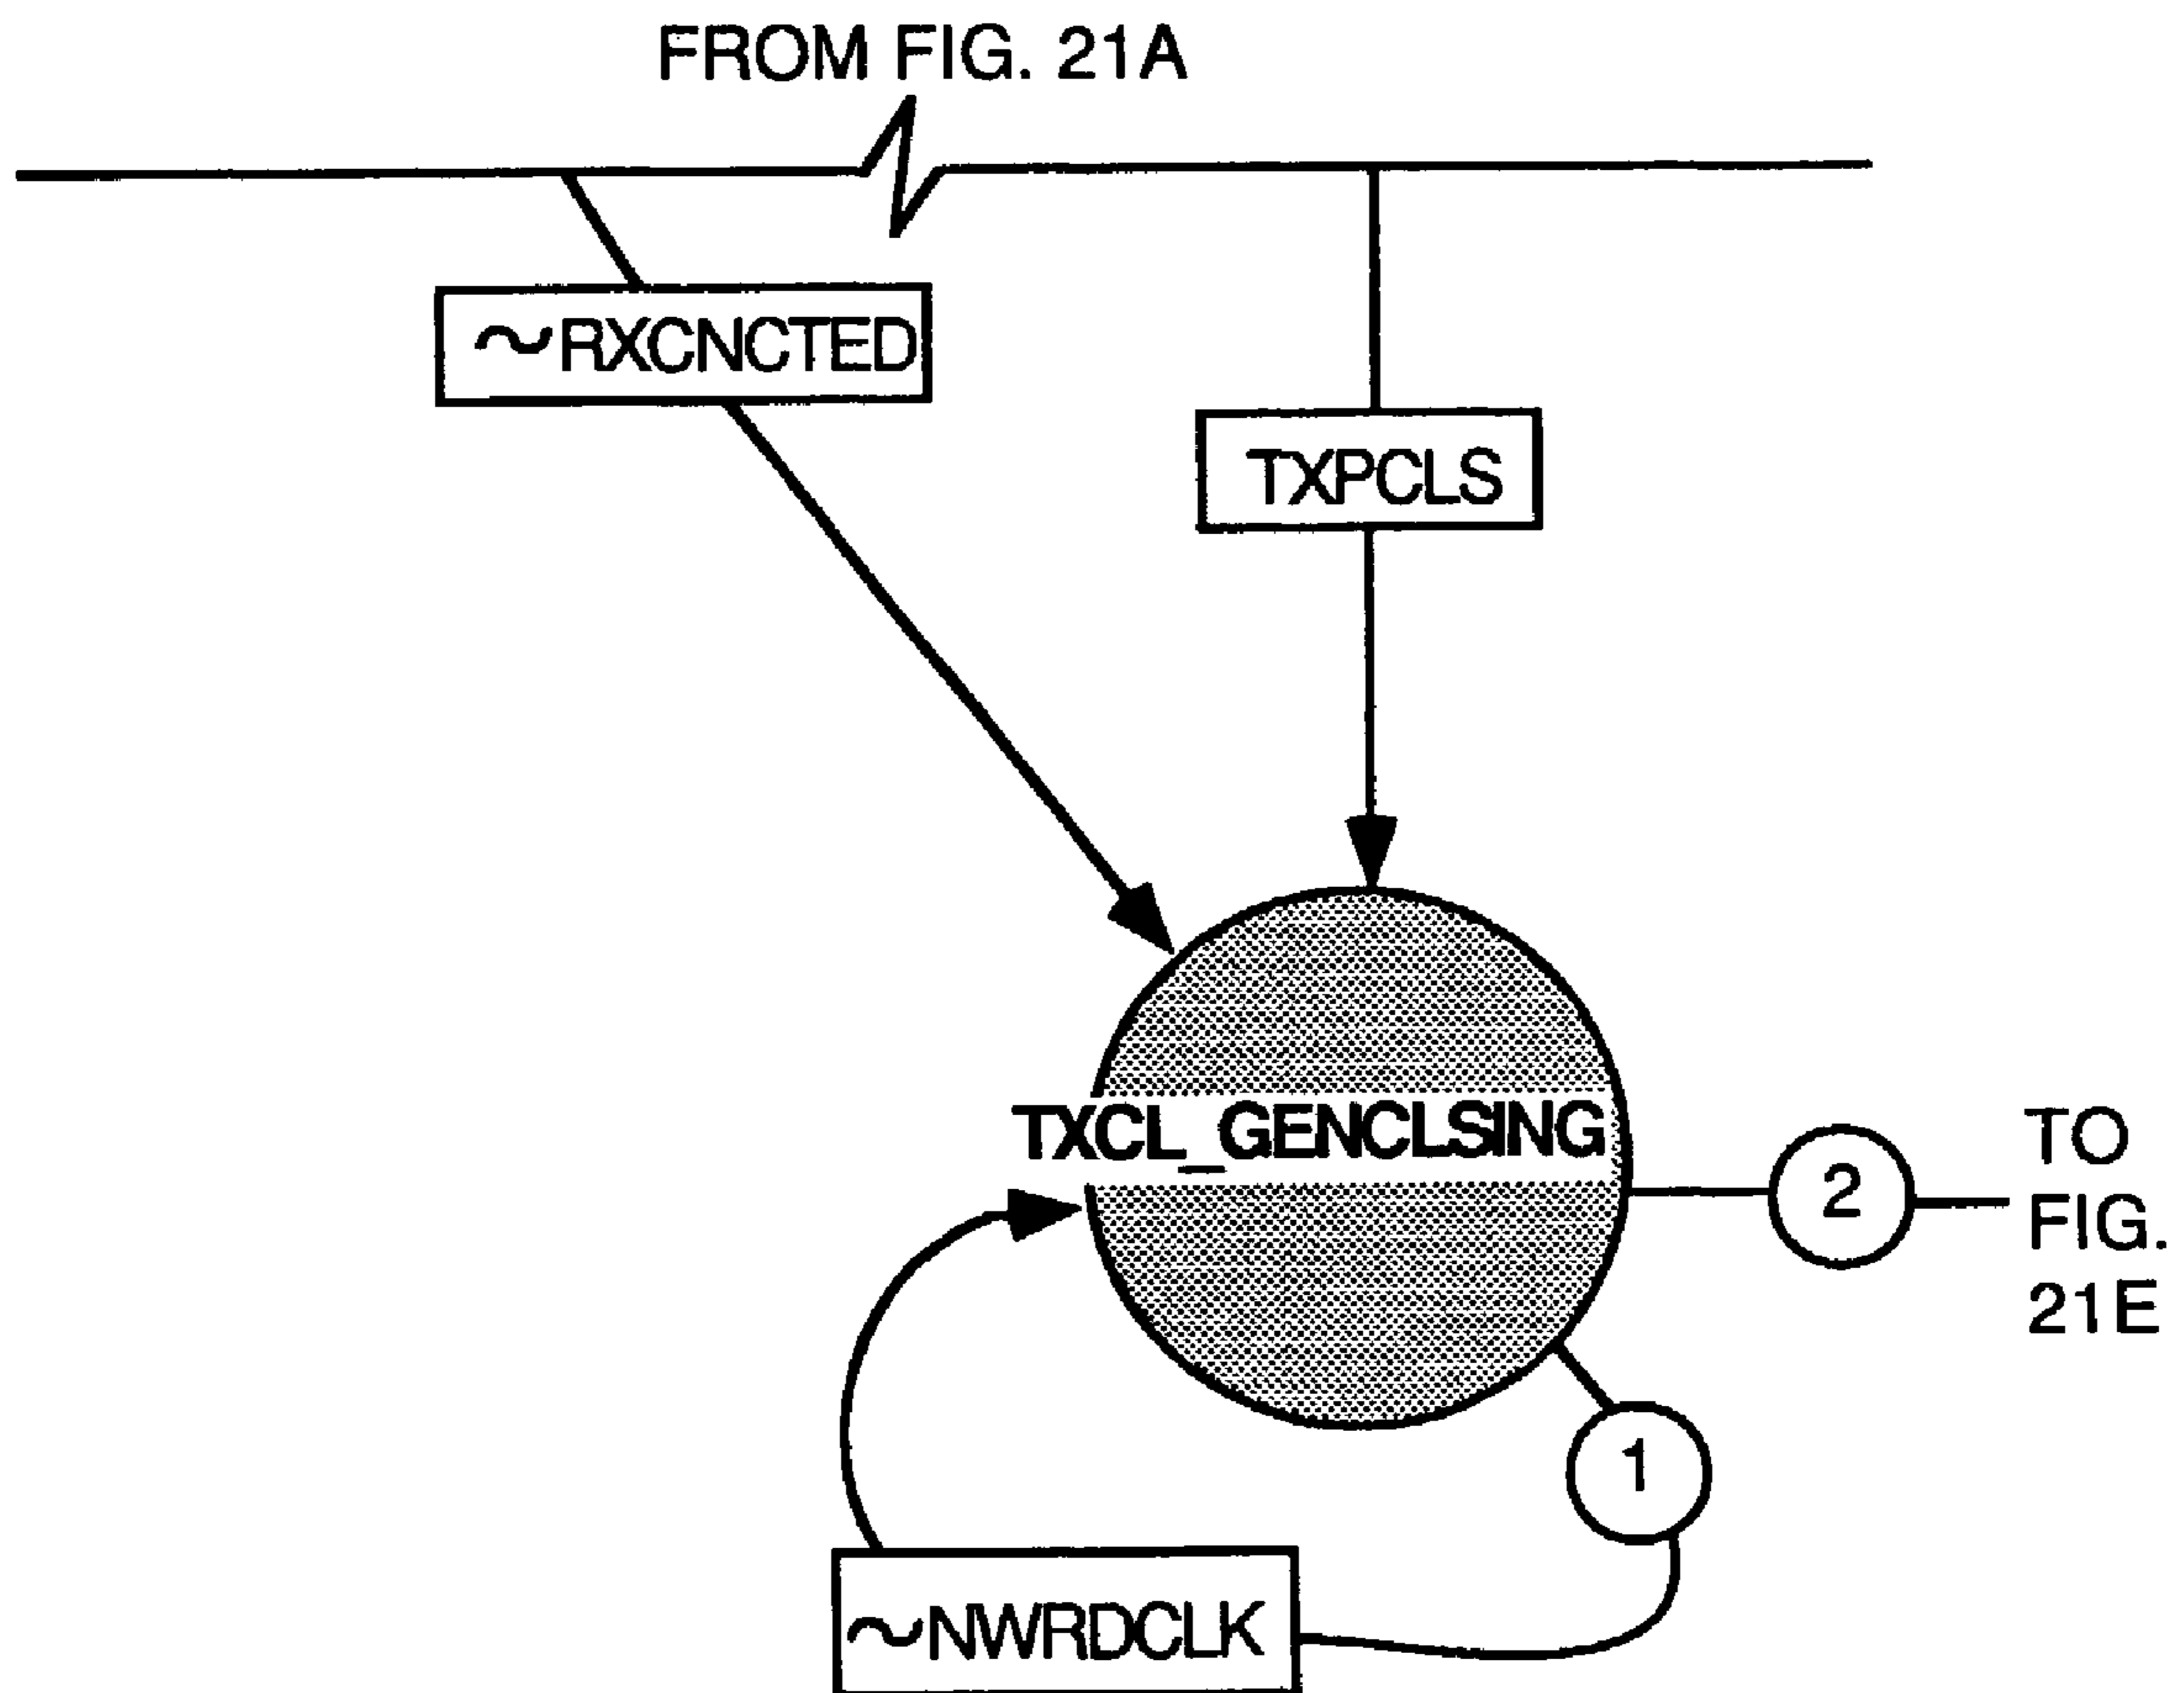 FROM FIG. 21A
~RXCNCTED
TXPCLS
TXCL_GENCLSING
2
TO
FIG.
21E
1
~NWRDCLK